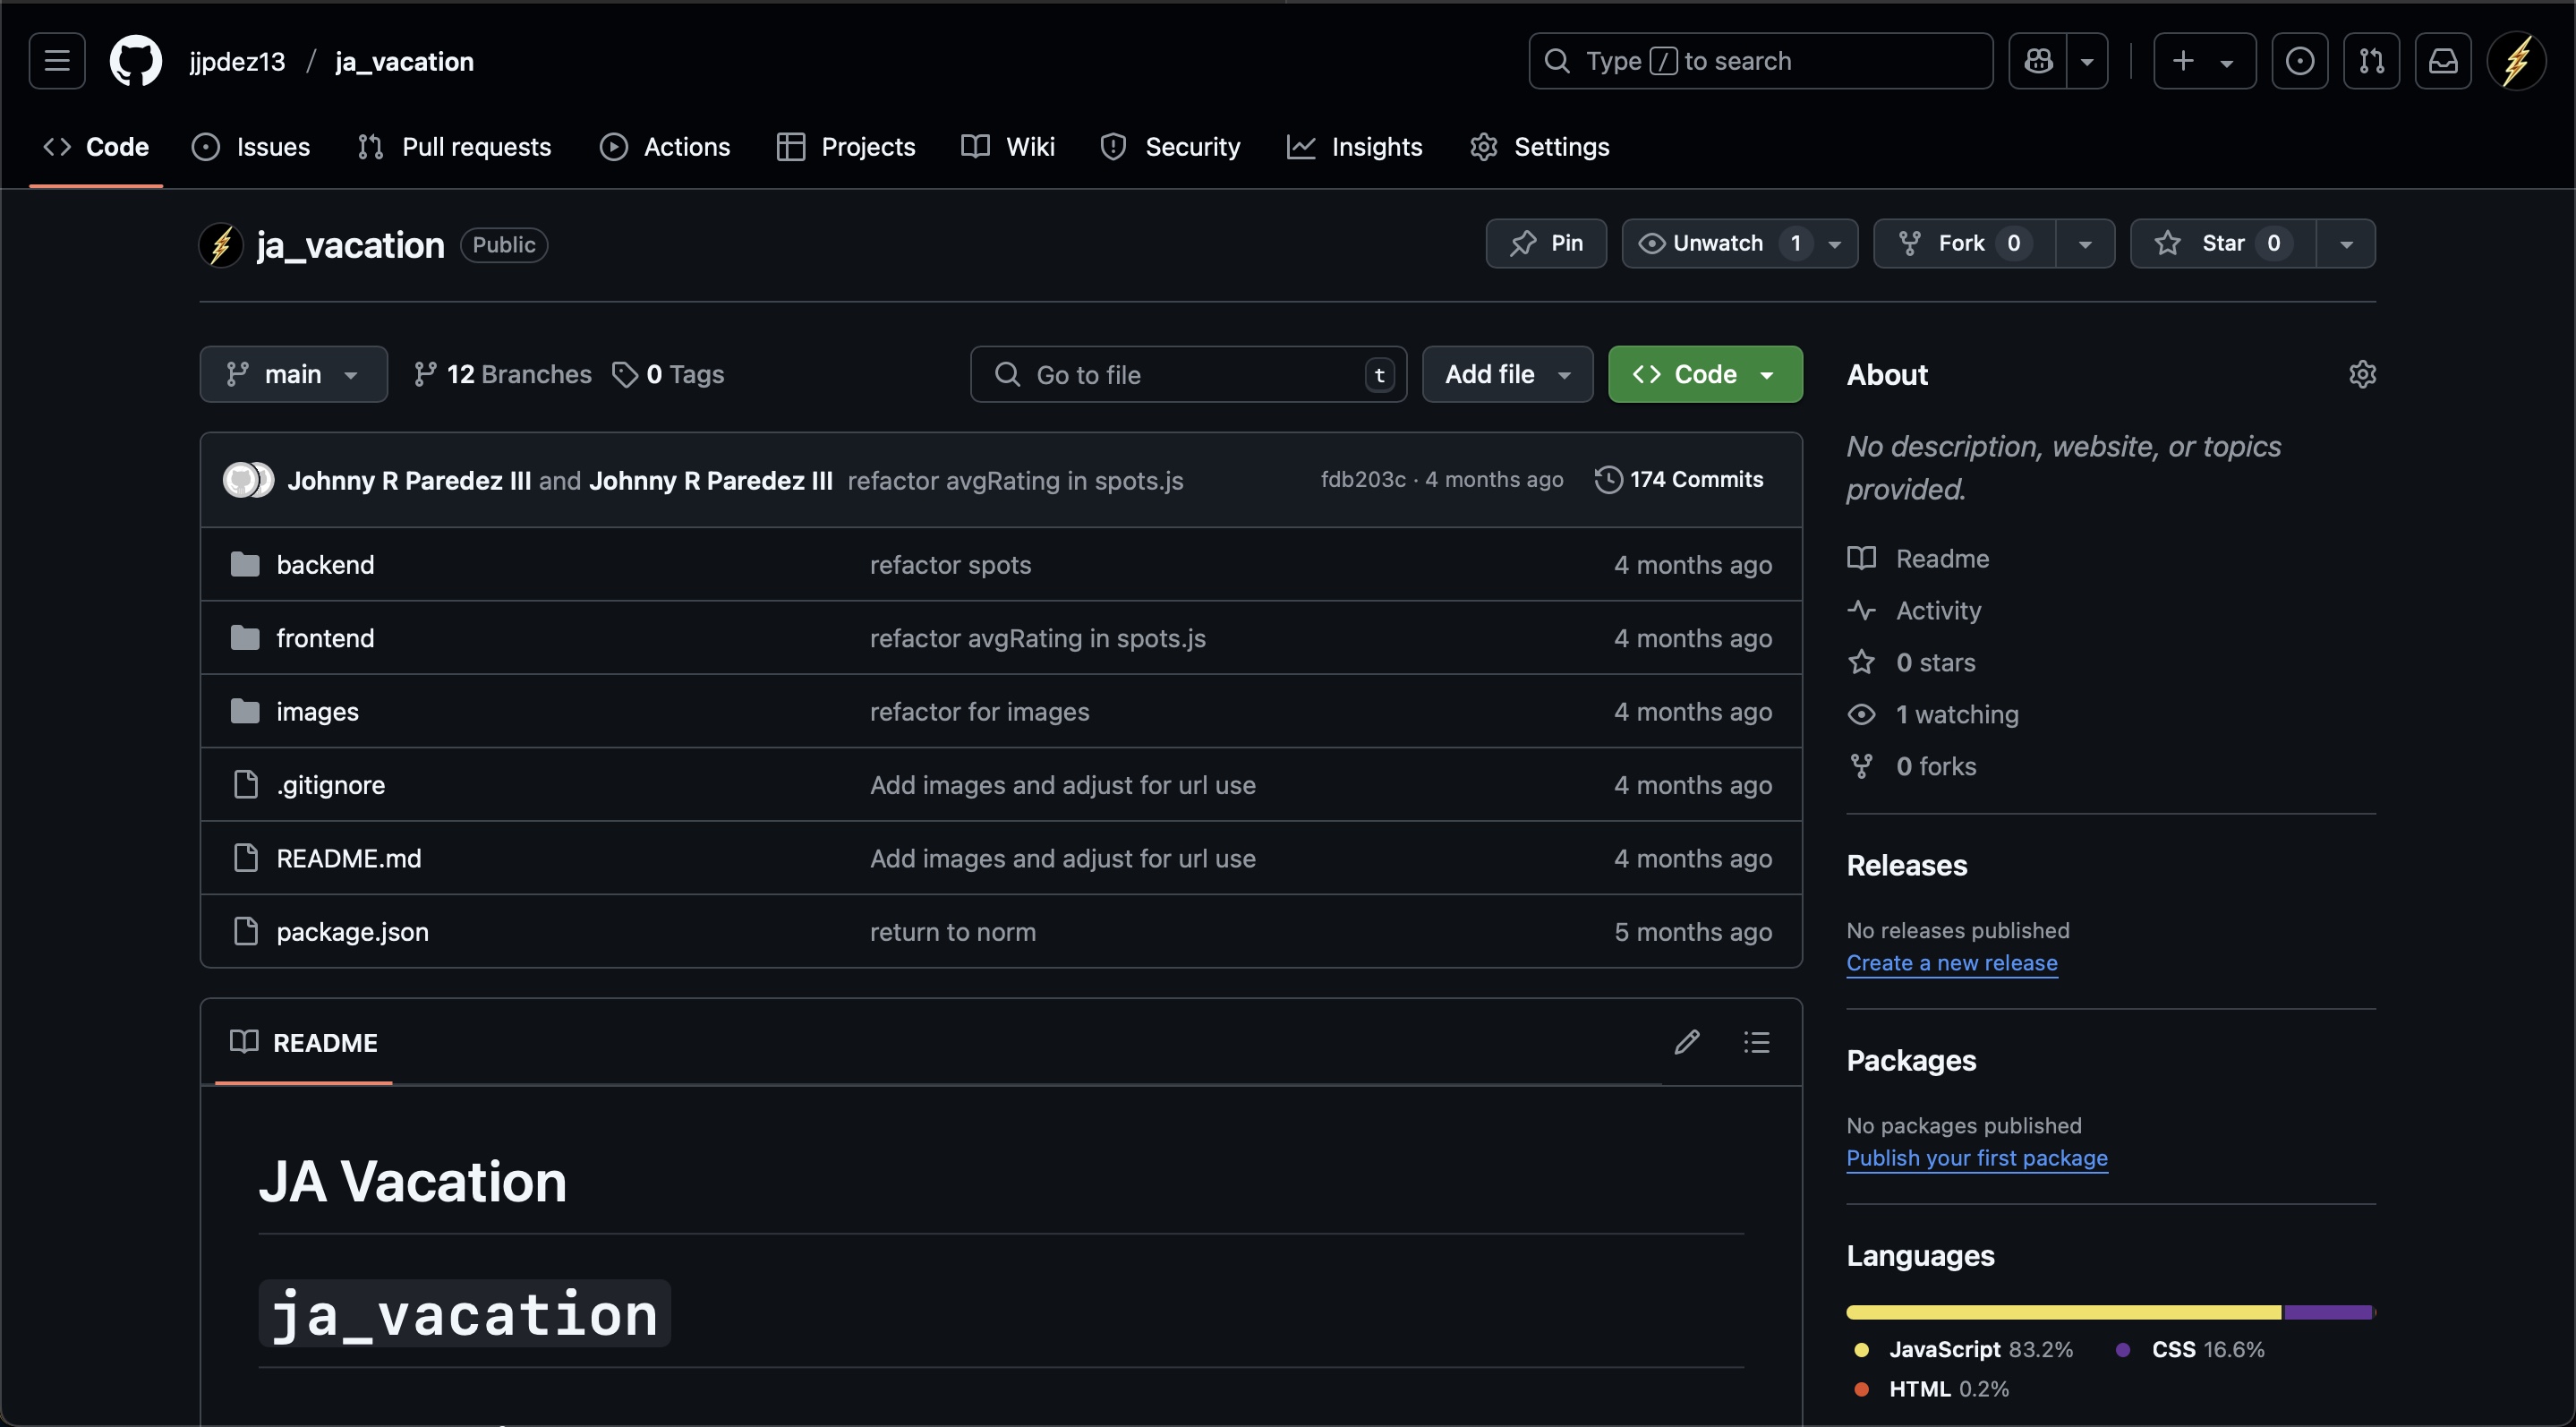 jjpdez13 / ja_vacation
Type / to search
Code Issues Pull requests Actions Projects Wiki Security Insights Settings
ja_vacation Public
Pin Unwatch 1 Fork 0 Star 0
main 12 Branches 0 Tags
Go to file t Add file Code
Johnny R Paredez III and Johnny R Paredez III refactor avgRating in spots.js fdb203c · 4 months ago 174 Commits
backend refactor spots 4 months ago
frontend refactor avgRating in spots.js 4 months ago
images refactor for images 4 months ago
.gitignore Add images and adjust for url use 4 months ago
README.md Add images and adjust for url use 4 months ago
package.json return to norm 5 months ago
README
JA Vacation
ja_vacation
About
No description, website, or topics
provided.
Readme
Activity
0 stars
1 watching
0 forks
Releases
No releases published
Create a new release
Packages
No packages published
Publish your first package
Languages
JavaScript 83.2% CSS 16.6%
HTML 0.2%